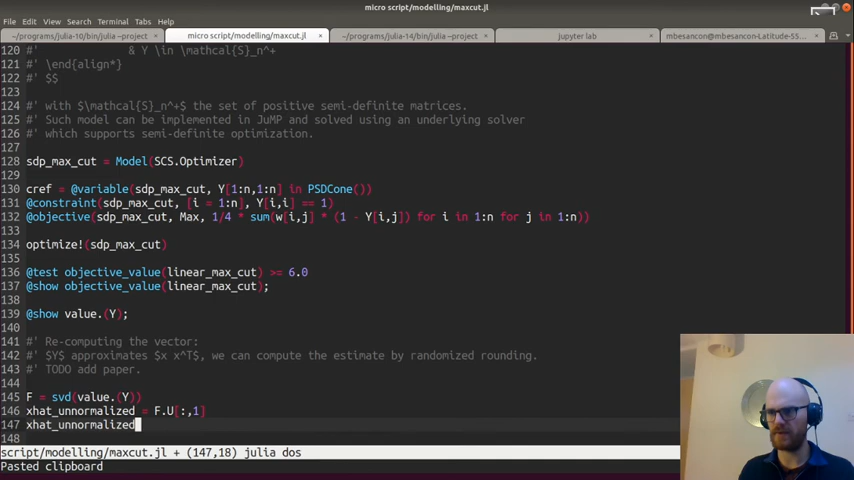 micro script/modelling/maxcut.jl
File Edit View Search Terminal Tabs Help
~/programs/julia-10/bin/julia –project × micro script/modelling/maxcut.jl × ~/programs/julia-14/bin/julia –project × jupyter lab × mbesancon@mbesancon-Latitude-55... ×
120 #' & Y \in \mathcal{S}_n^+
121 #' \end{align*}
122 #' $$
123
124 #' with $\mathcal{S}_n^+$ the set of positive semi-definite matrices.
125 #' Such model can be implemented in JuMP and solved using an underlying solver
126 #' which supports semi-definite optimization.
127
128 sdp_max_cut = Model(SCS.Optimizer)
129
130 cref = @variable(sdp_max_cut, Y[1:n,1:n] in PSDCone())
131 @constraint(sdp_max_cut, [i = 1:n], Y[i,i] == 1)
132 @objective(sdp_max_cut, Max, 1/4 * sum(w[i,j] * (1 - Y[i,j]) for i in 1:n for j in 1:n))
133
134 optimize!(sdp_max_cut)
135
136 @test objective_value(linear_max_cut) >= 6.0
137 @show objective_value(linear_max_cut);
138
139 @show value.(Y);
140
141 #' Re-computing the vector:
142 #' $Y$ approximates $x x^T$, we can compute the estimate by randomized rounding.
143 #' TODO add paper.
144
145 F = svd(value.(Y))
146 xhat_unnormalized = F.U[:,1]
147 xhat_unnormalized
148
script/modelling/maxcut.jl + (147,18) julia dos
Pasted clipboard